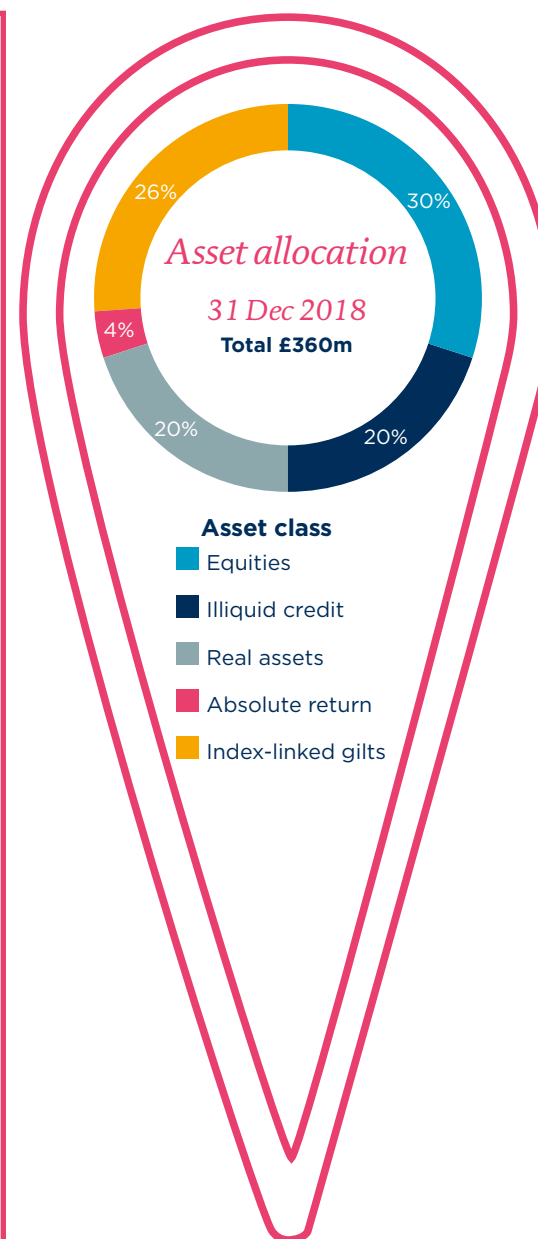 26%
30%
Asset allocation
31 Dec 2018
Total £360m
4%
20%
20%
Asset class
Equities
Illiquid credit
Real assets
Absolute return
Index-linked gilts